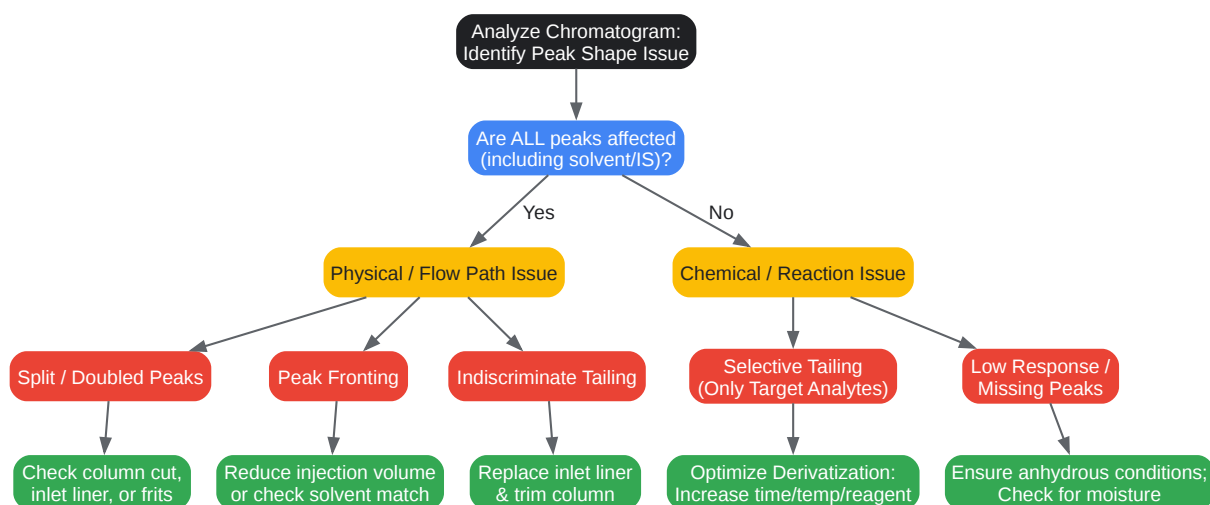 Analyze Chromatogram:
Identify Peak Shape Issue
Are ALL peaks affected
(including solvent/IS)?
Yes
No
Physical / Flow Path Issue
Chemical / Reaction Issue
Split / Doubled Peaks
Peak Fronting
Indiscriminate Tailing
Selective Tailing
(Only Target Analytes)
Low Response /
Missing Peaks
Check column cut,
inlet liner, or frits
Reduce injection volume
or check solvent match
Replace inlet liner
& trim column
Optimize Derivatization:
Increase time/temp/reagent
Ensure anhydrous conditions;
Check for moisture